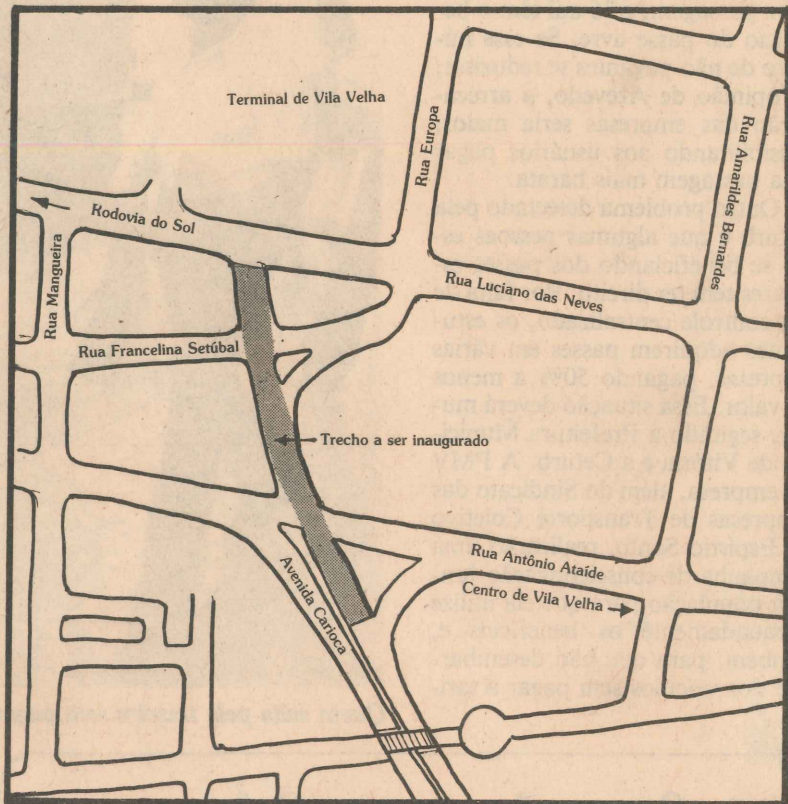 Terminal de Vila Velha
Rua Europa
Rua Amarildes Bernardes
Rodovia do Sol
Rua Mangueira
Rua Luciano das Neves
Rua Francelina Setúbal
Trecho a ser inaugurado
Avenida Carioca
Rua Antônio Ataíde
Centro de Vila Velha